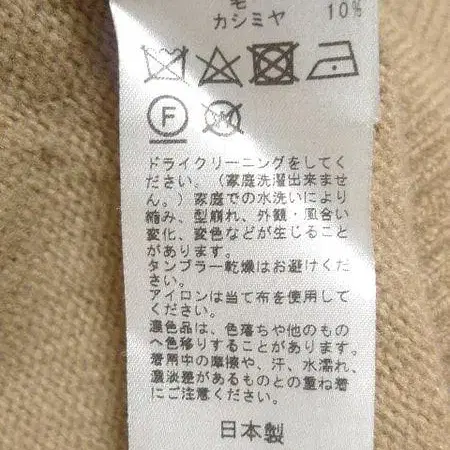 毛
カシミヤ 10%
F
W
ドライクリーニングをしてく
ださい。（家庭洗濯出来ませ
ん。）家庭での水洗いにより
縮み、型崩れ、外観・風合い
変化、変色などが生じること
があります。
タンブラー乾燥はお避けくだ
さい。
アイロンは当て布を使用して
ください。
濃色品は、色落ちや他のもの
へ色移りすることがあります。
着用中の摩擦や、汗、水濡れ、
濃淡差があるものとの重ね着
にご注意ください。
日本製